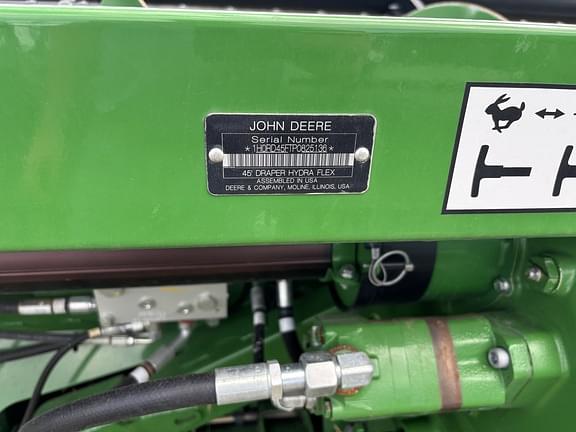 JOHN DEERE
Serial Number
*1H0RD45FTP0825136*
45' DRAPER HYDRA FLEX
ASSEMBLED IN USA
DEERE & COMPANY, MOLINE, ILLINOIS, USA